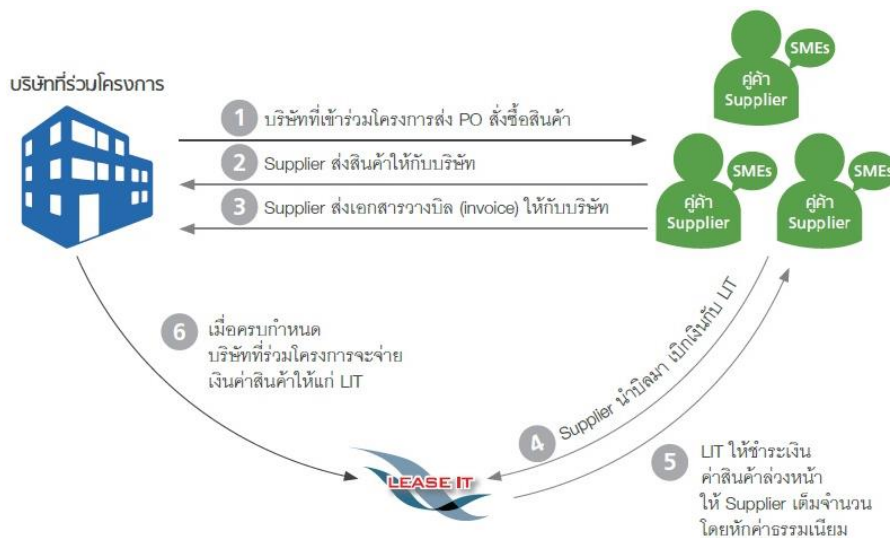 บริษัทที่ร่วมโครงการ
SMEs
คู่ค้า
Supplier
1 บริษัทที่เข้าร่วมโครงการส่ง PO สั่งซื้อสินค้า
2 Supplier ส่งสินค้าให้กับบริษัท
3 Supplier ส่งเอกสารวางบิล (invoice) ให้กับบริษัท
SMEs
คู่ค้า
Supplier
SMEs
คู่ค้า
Supplier
6 เมื่อครบกำหนด
บริษัทที่ร่วมโครงการจะจ่าย
เงินค่าสินค้าให้แก่ LIT
4 Supplier นำบิลมา เบิกเงินกับ LIT
5 LIT ให้ชำระเงิน
ค่าสินค้าล่วงหน้า
ให้ Supplier เต็มจำนวน
โดยหักค่าธรรมเนียม
LEASE IT